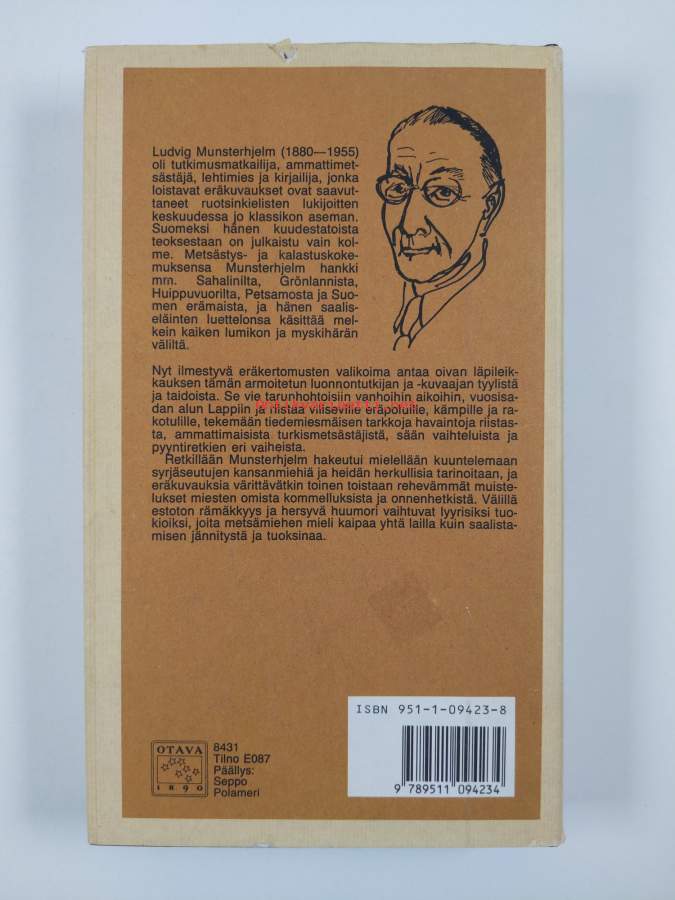 Ludvig Munsterhjelm (1880—1955)
oli tutkimusmatkailija, ammattimet-
sästäjä, lehtimies ja kirjailija, jonka
loistavat eräkuvaukset ovat saavut-
taneet ruotsinkielisten lukijoitten
keskuudessa jo klassikon aseman.
Suomeksi hänen kuudestatoista
teoksestaan on julkaistu vain kol-
me. Metsästys- ja kalastuskoke-
muksensa Munsterhjelm hankki
mm. Sahalinilta, Grönlannista,
Huippuvuorilta, Petsamosta ja Suo-
men erämaista, ja hänen saalis-
eläinten luettelonsa käsittää mel-
kein kaiken lumikon ja myskihärän
väliltä.
Nyt ilmestyvä eräkertomusten valikoima antaa oivan läpileik-
kauksen tämän armoitetun luonnontutkijan ja -kuvaajan tyylistä
ja taidoista. Se vie tarunhohtoisiin vanhoihin aikoihin, vuosisa-
dan alun Lappiin ja riistaa viliseville eräpoluille, kämpille ja ra-
kotulille, tekemään tiedemiesmäisen tarkkoja havaintoja riistas-
ta, ammattimaisista turkismetsästäjistä, sään vaihteluista ja
pyyntiretkien eri vaiheista.
Retkillään Munsterhjelm hakeutui mielellään kuuntelemaan
syrjäseutujen kansanmiehiä ja heidän herkullisia tarinoitaan, ja
eräkuvauksia värittävätkin toinen toistaan rehevämmät muiste-
lukset miesten omista kommelluksista ja onnenhetkistä. Välillä
estoton rämäkkyys ja hersyvä huumori vaihtuvat lyyrisiksi tuo-
kioiksi, joita metsämiehen mieli kaipaa yhtä lailla kuin saalista-
misen jännitystä ja tuoksinaa.
ISBN 951-1-09423-8
9 789511 094234
OTAVA
1890
8431
Tilno E087
Päällys:
Seppo
Polameri